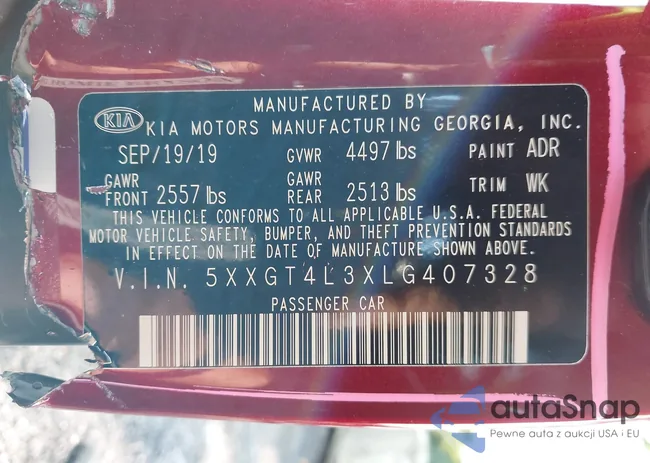 MANUFACTURED BY
KIA KIA MOTORS MANUFACTURING GEORGIA, INC.
SEP/19/19 GVWR 4497 lbs PAINT ADR
GAWR FRONT 2557 lbs GAWR REAR 2513 lbs TRIM WK
THIS VEHICLE CONFORMS TO ALL APPLICABLE U.S.A. FEDERAL
MOTOR VEHICLE SAFETY, BUMPER, AND THEFT PREVENTION STANDARDS
IN EFFECT ON THE DATE OF MANUFACTURE SHOWN ABOVE.
V.I.N. 5XXGT4L3XLG407328
PASSENGER CAR
autaSnap
Pewne auta z aukcji USA i EU